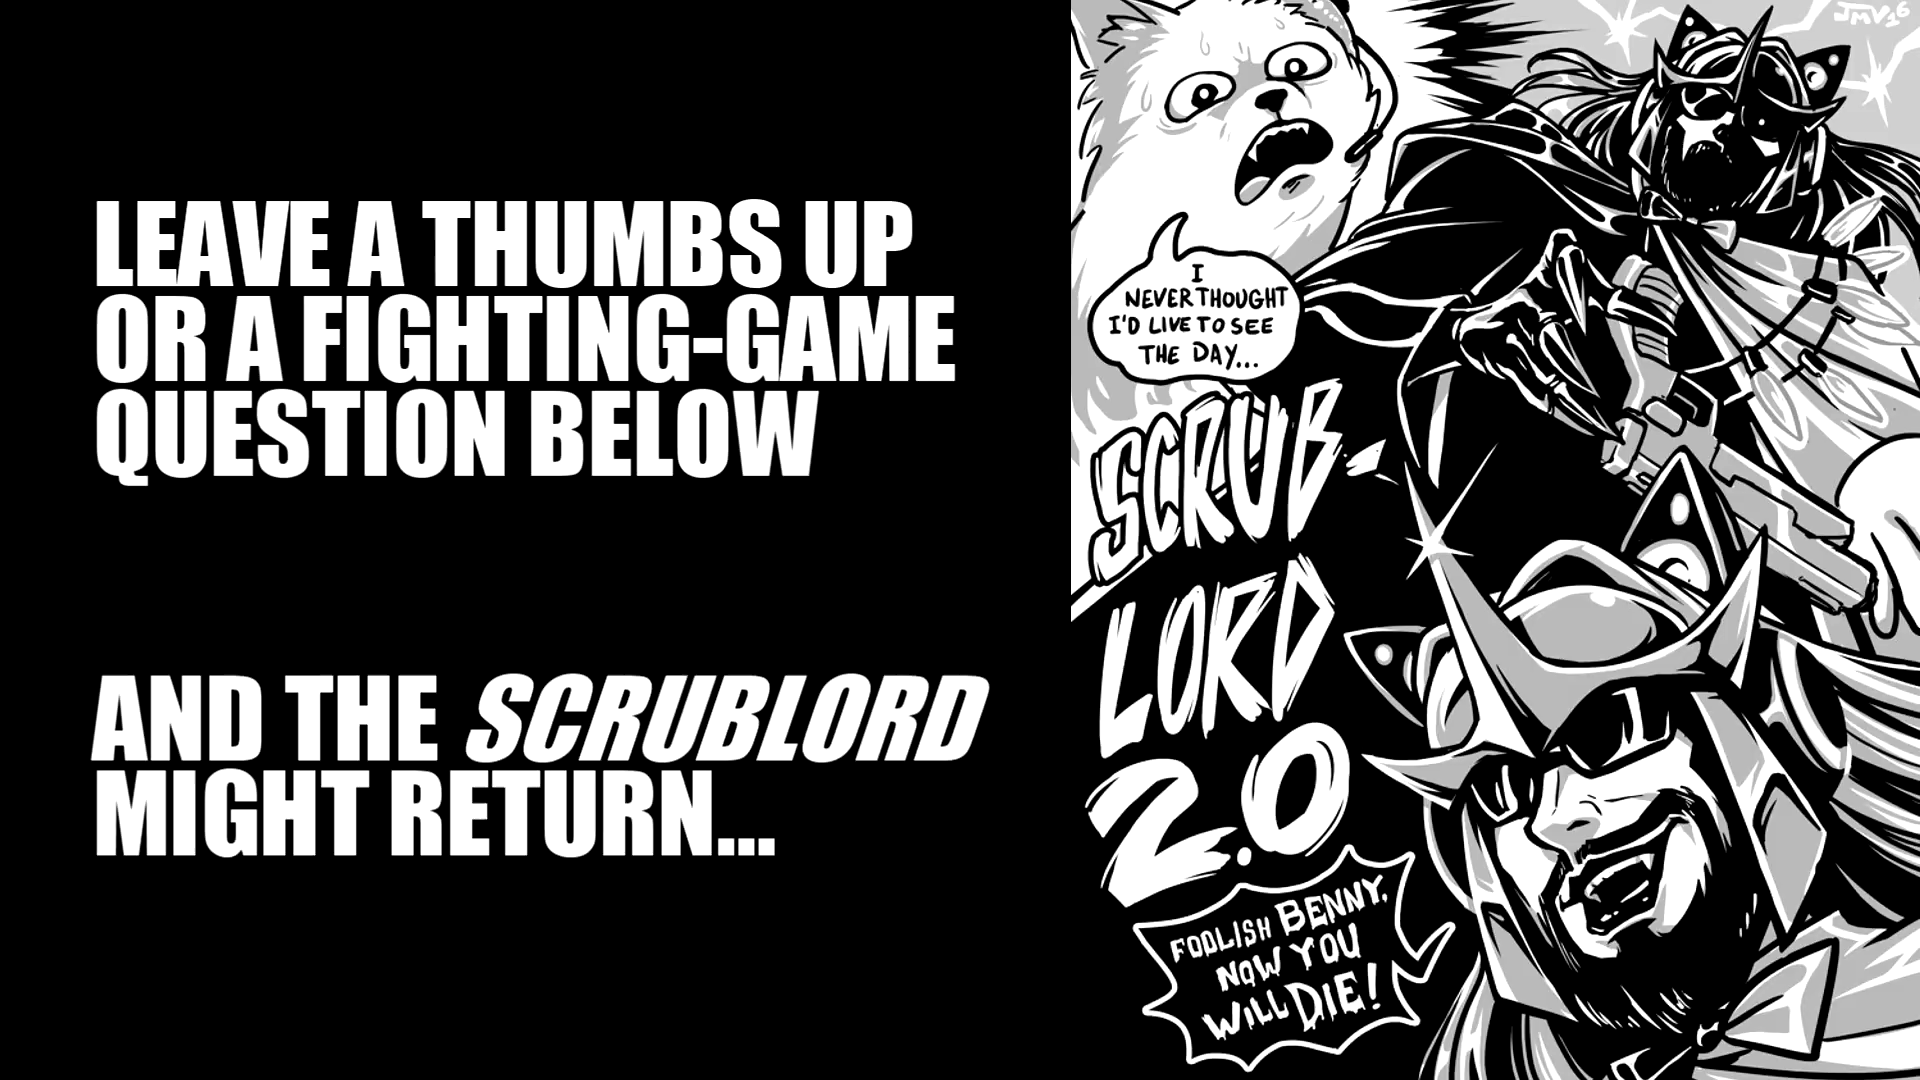 LEAVE A THUMBS UP
OR A FIGHTING-GAME
QUESTION BELOW
AND THE SCRUBLORD
MIGHT RETURN...
JMV16
I
NEVER THOUGHT
I'D LIVE TO SEE
THE DAY...
SCRUB-
LORD
2.0
FOOLISH BENNY,
NOW YOU
WILL DIE!